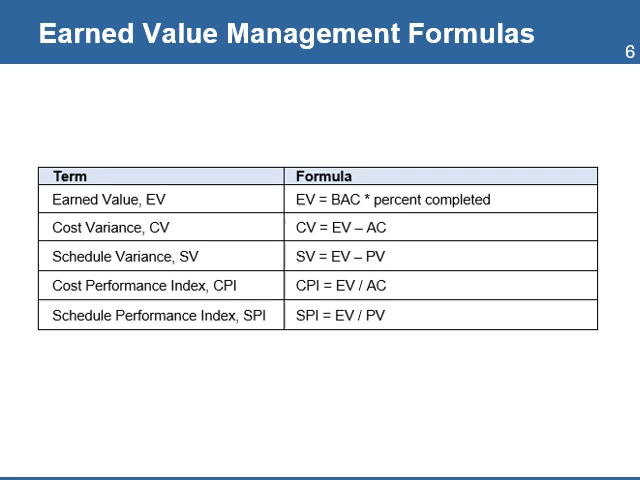 Earned Value Management Formulas
6
Term Formula
Earned Value, EV EV = BAC * percent completed
Cost Variance, CV CV = EV – AC
Schedule Variance, SV SV = EV – PV
Cost Performance Index, CPI CPI = EV / AC
Schedule Performance Index, SPI SPI = EV / PV